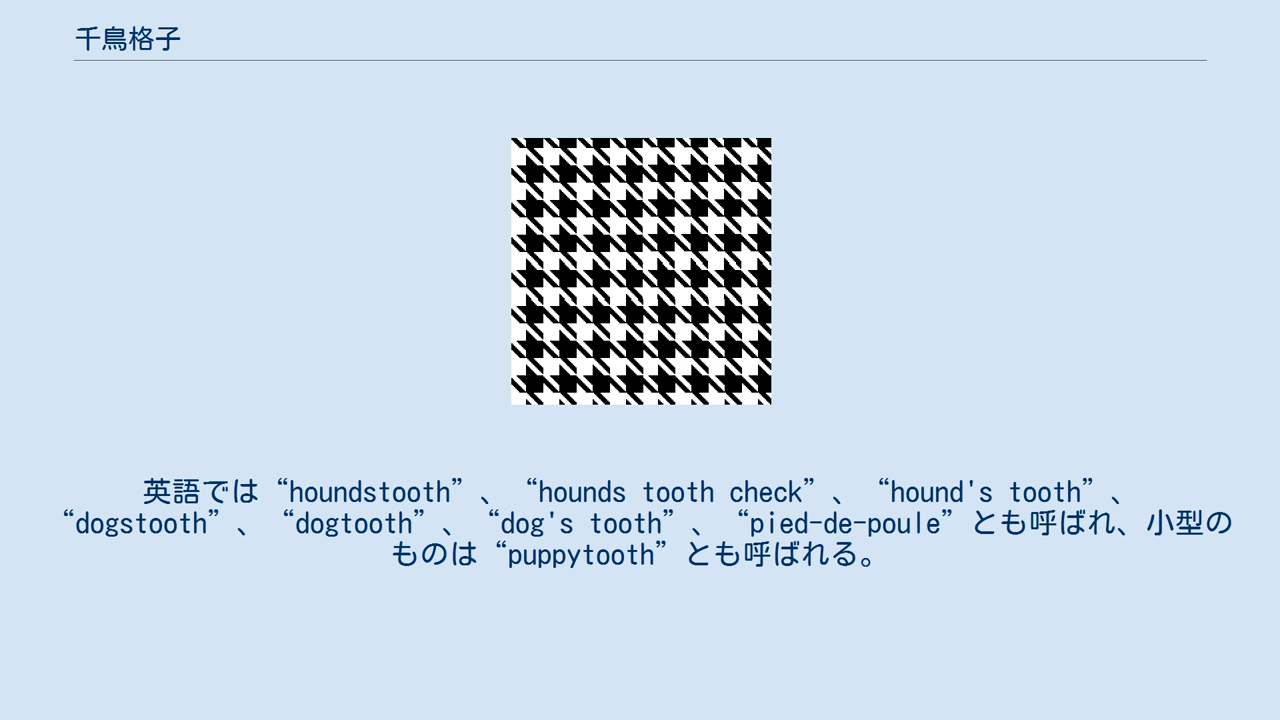 千鳥格子
英語では“houndstooth”、“hounds tooth check”、“hound's tooth”、
“dogstooth”、“dogtooth”、“dog's tooth”、“pied-de-poule”とも呼ばれ、小型の
ものは“puppytooth”とも呼ばれる。